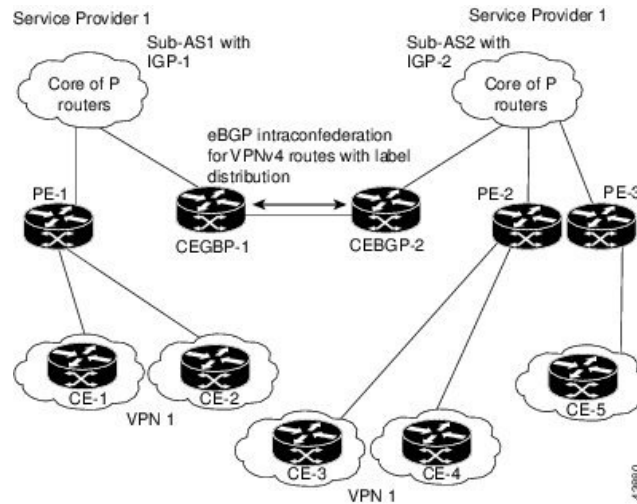 Service Provider 1
Service Provider 1
Sub-AS1 with
IGP-1
Sub-AS2 with
IGP-2
Core of P
routers
Core of P
routers
eBGP intraconfederation
for VPNv4 routes with label
distribution
PE-1
CEGBP-1
CEBGP-2
PE-2
PE-3
CE-1
CE-2
VPN 1
CE-5
CE-3
CE-4
VPN 1